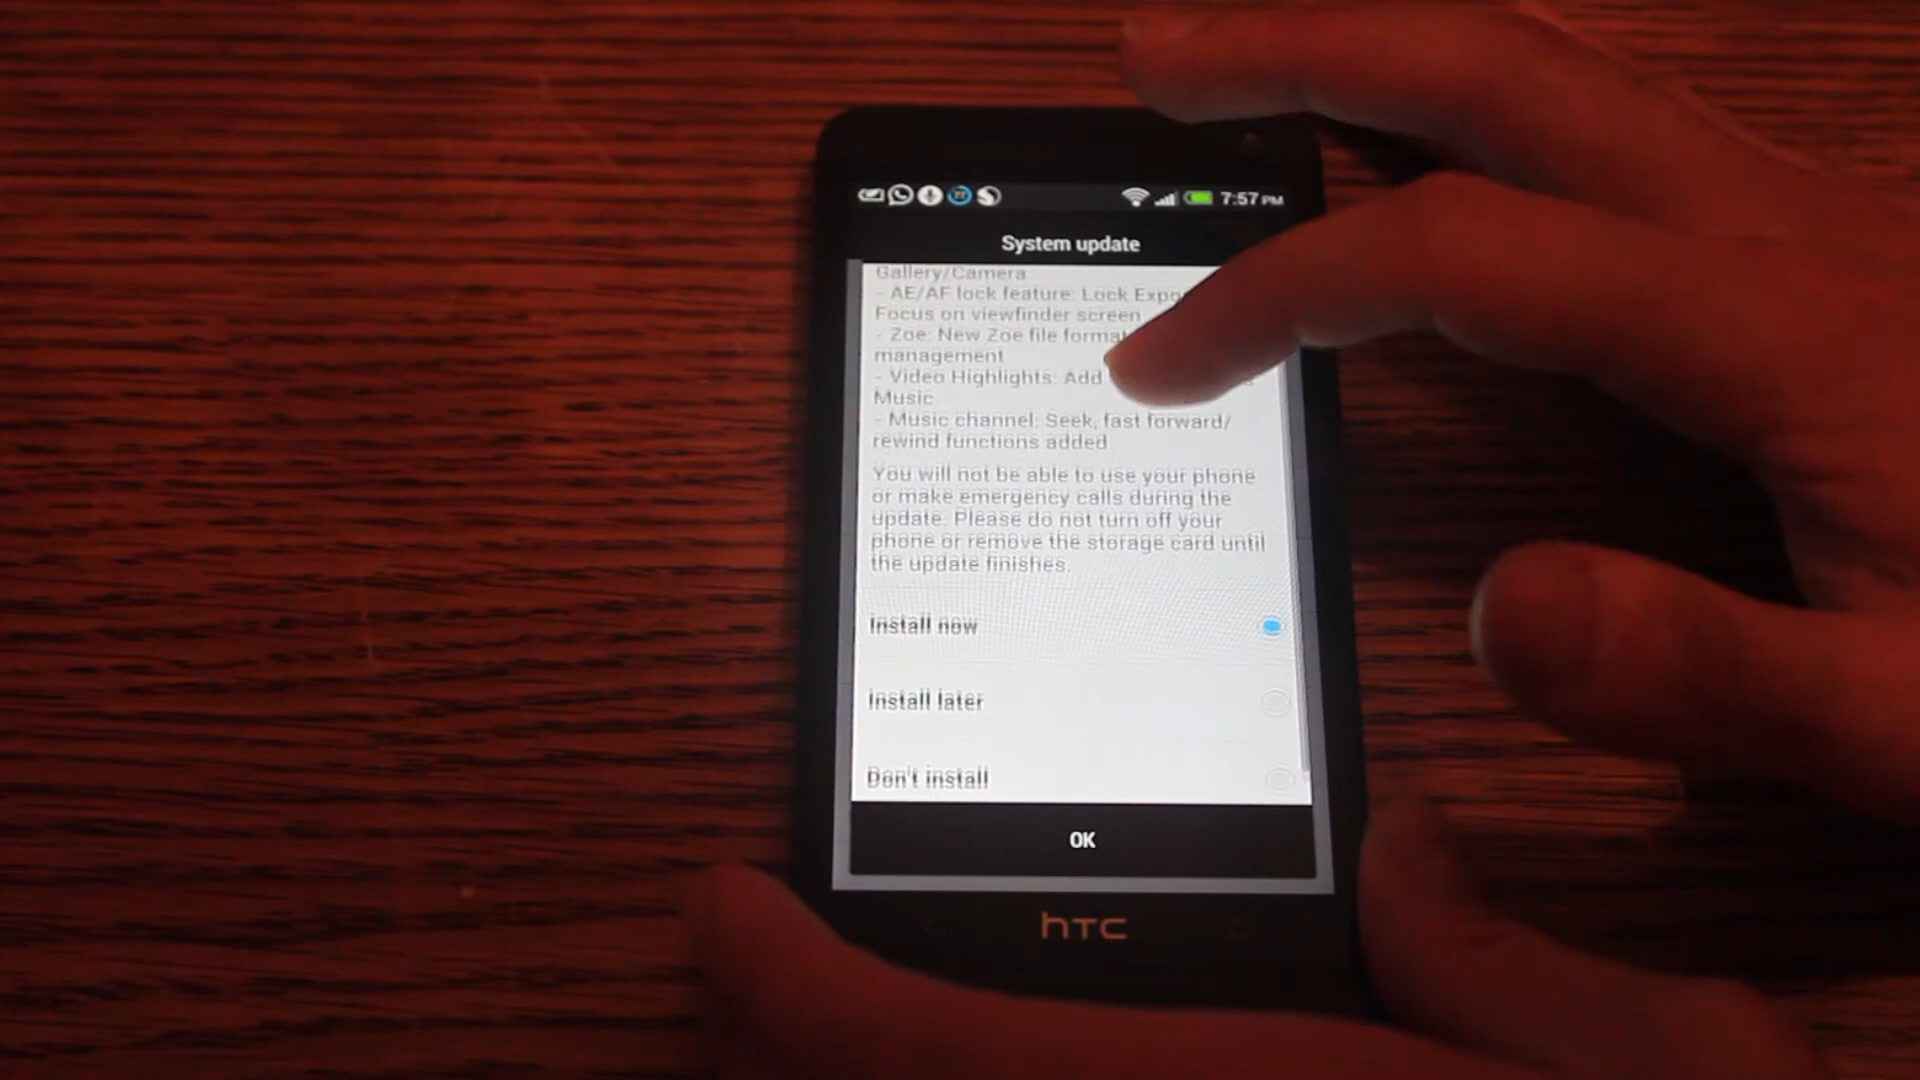 7:57 PM
System update
Gallery/Camera
- AE/AF lock feature: Lock
Focus on viewfinder screen
- Zoe: New Zoe file format
management
- Video Highlights: Add
Music
- Music channel: Seek, fast forward/
rewind functions added
You will not be able to use your phone
or make emergency calls during the
update. Please do not turn off your
phone or remove the storage card until
the update finishes.
Install now
Install later
Don't install
OK
hTC